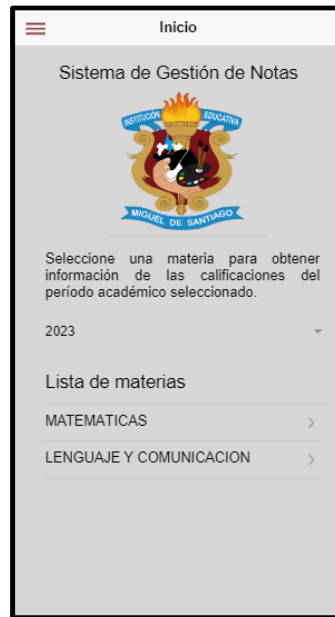 Inicio
Sistema de Gestión de Notas
INSTITUCIÓN EDUCATIVA
MIGUEL DE SANTIAGO
Seleccione una materia para obtener
información de las calificaciones del
período académico seleccionado.
2023
Lista de materias
MATEMATICAS
LENGUAJE Y COMUNICACION